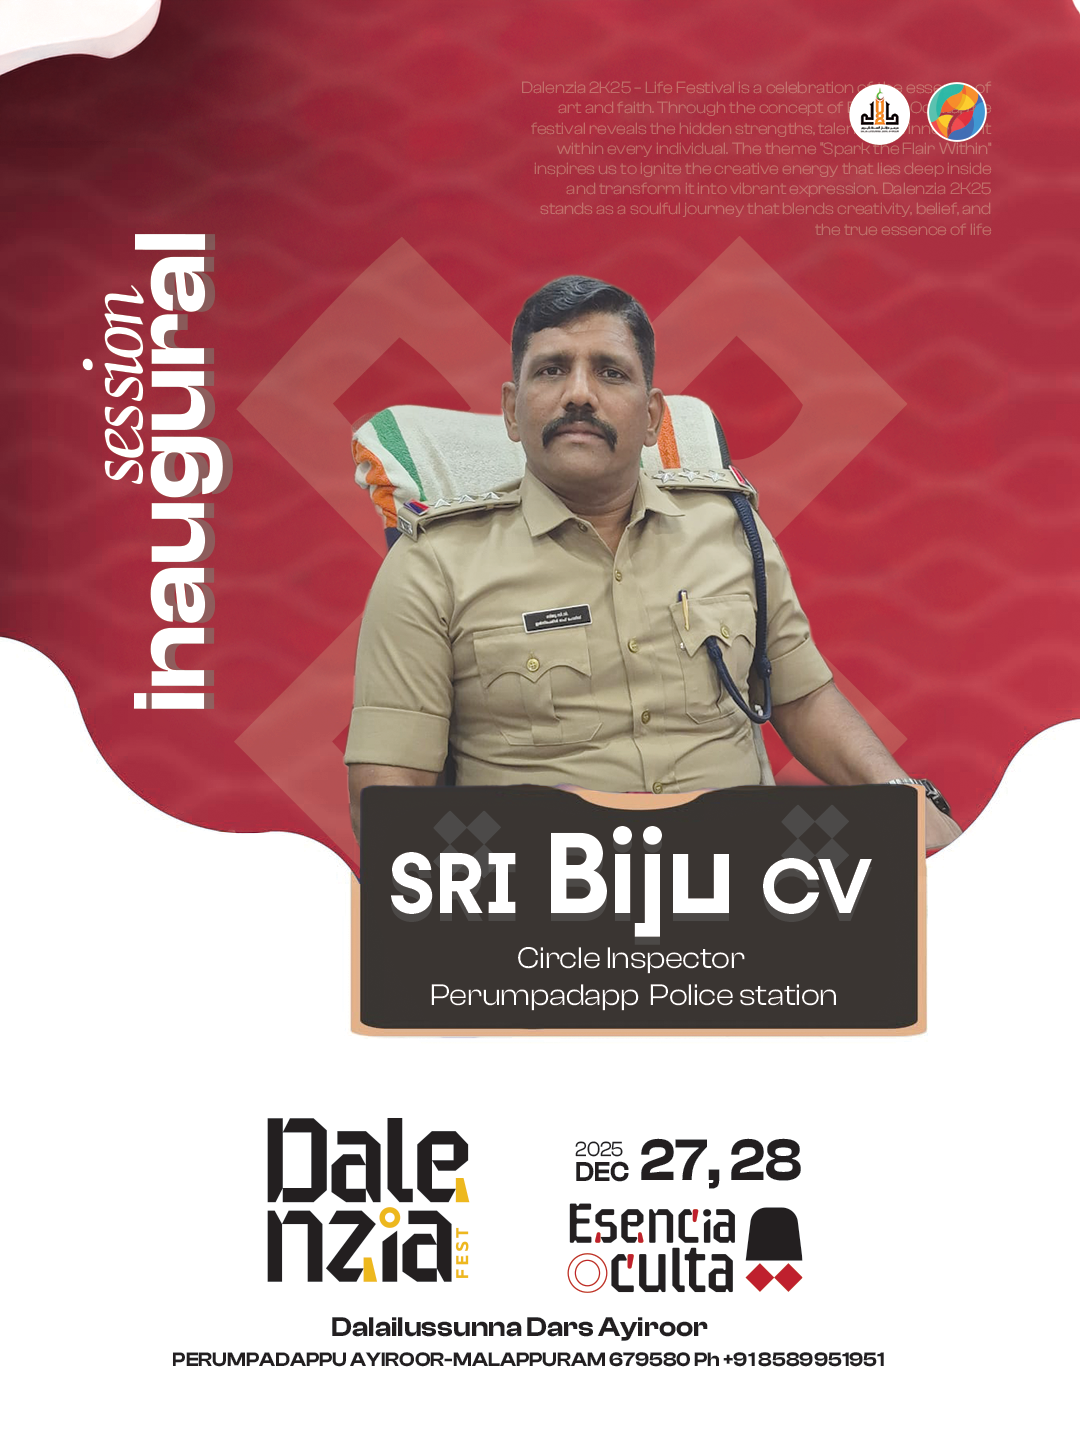 Dalenzia 2K25 - Life Festival is a celebration of the essence of
art and faith. Through the concept of
festival reveals the hidden strengths,
within every individual. The theme "Spark the Flair Within"
inspires us to ignite the creative energy that lies deep inside
and transform it into vibrant expression. Dalenzia 2K25
stands as a soulful journey that blends creativity, belief, and
the true essence of life
session
inaugural
SRI Biju CV
Circle Inspector
Perumpadapp Police station
Dale
nzia
FEST
2025
DEC 27, 28
Esencia
Oculta
Dalailussunna Dars Ayiroor
PERUMPADAPPU AYIROOR-MALAPPURAM 679580 Ph +918589951951